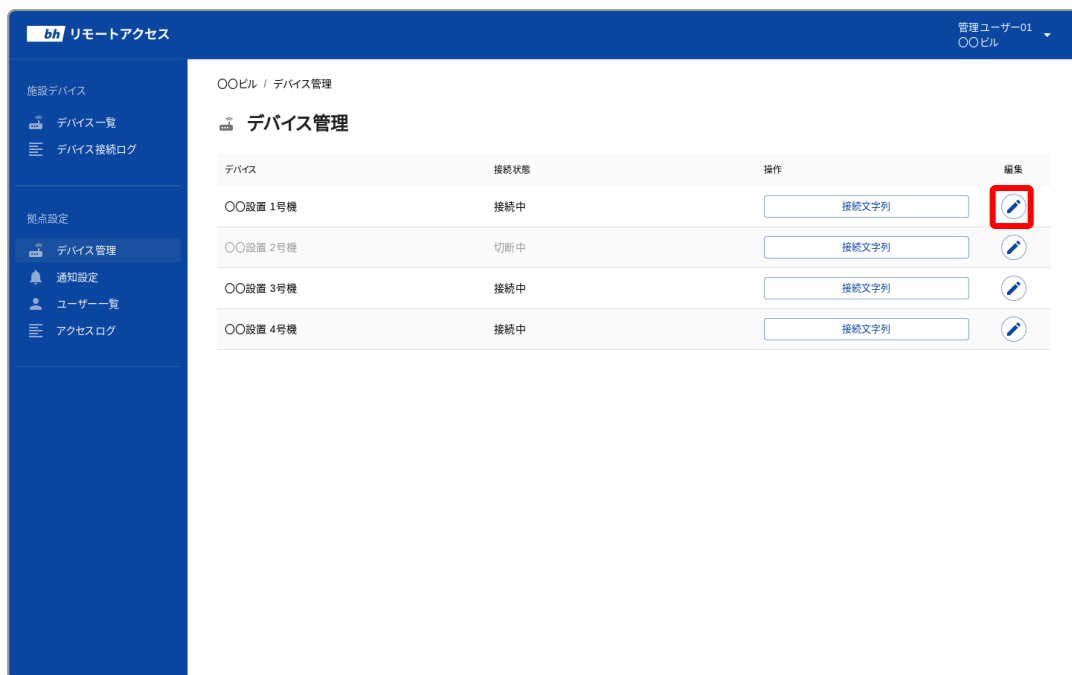 bh リモートアクセス
管理ユーザー01
〇〇ビル
施設デバイス
デバイス一覧
デバイス接続ログ
拠点設定
デバイス管理
通知設定
ユーザー一覧
アクセスログ
〇〇ビル / デバイス管理
デバイス管理
デバイス 接続状態 操作 編集
〇〇設置 1号機 接続中 接続文字列
〇〇設置 2号機 切断中 接続文字列
〇〇設置 3号機 接続中 接続文字列
〇〇設置 4号機 接続中 接続文字列